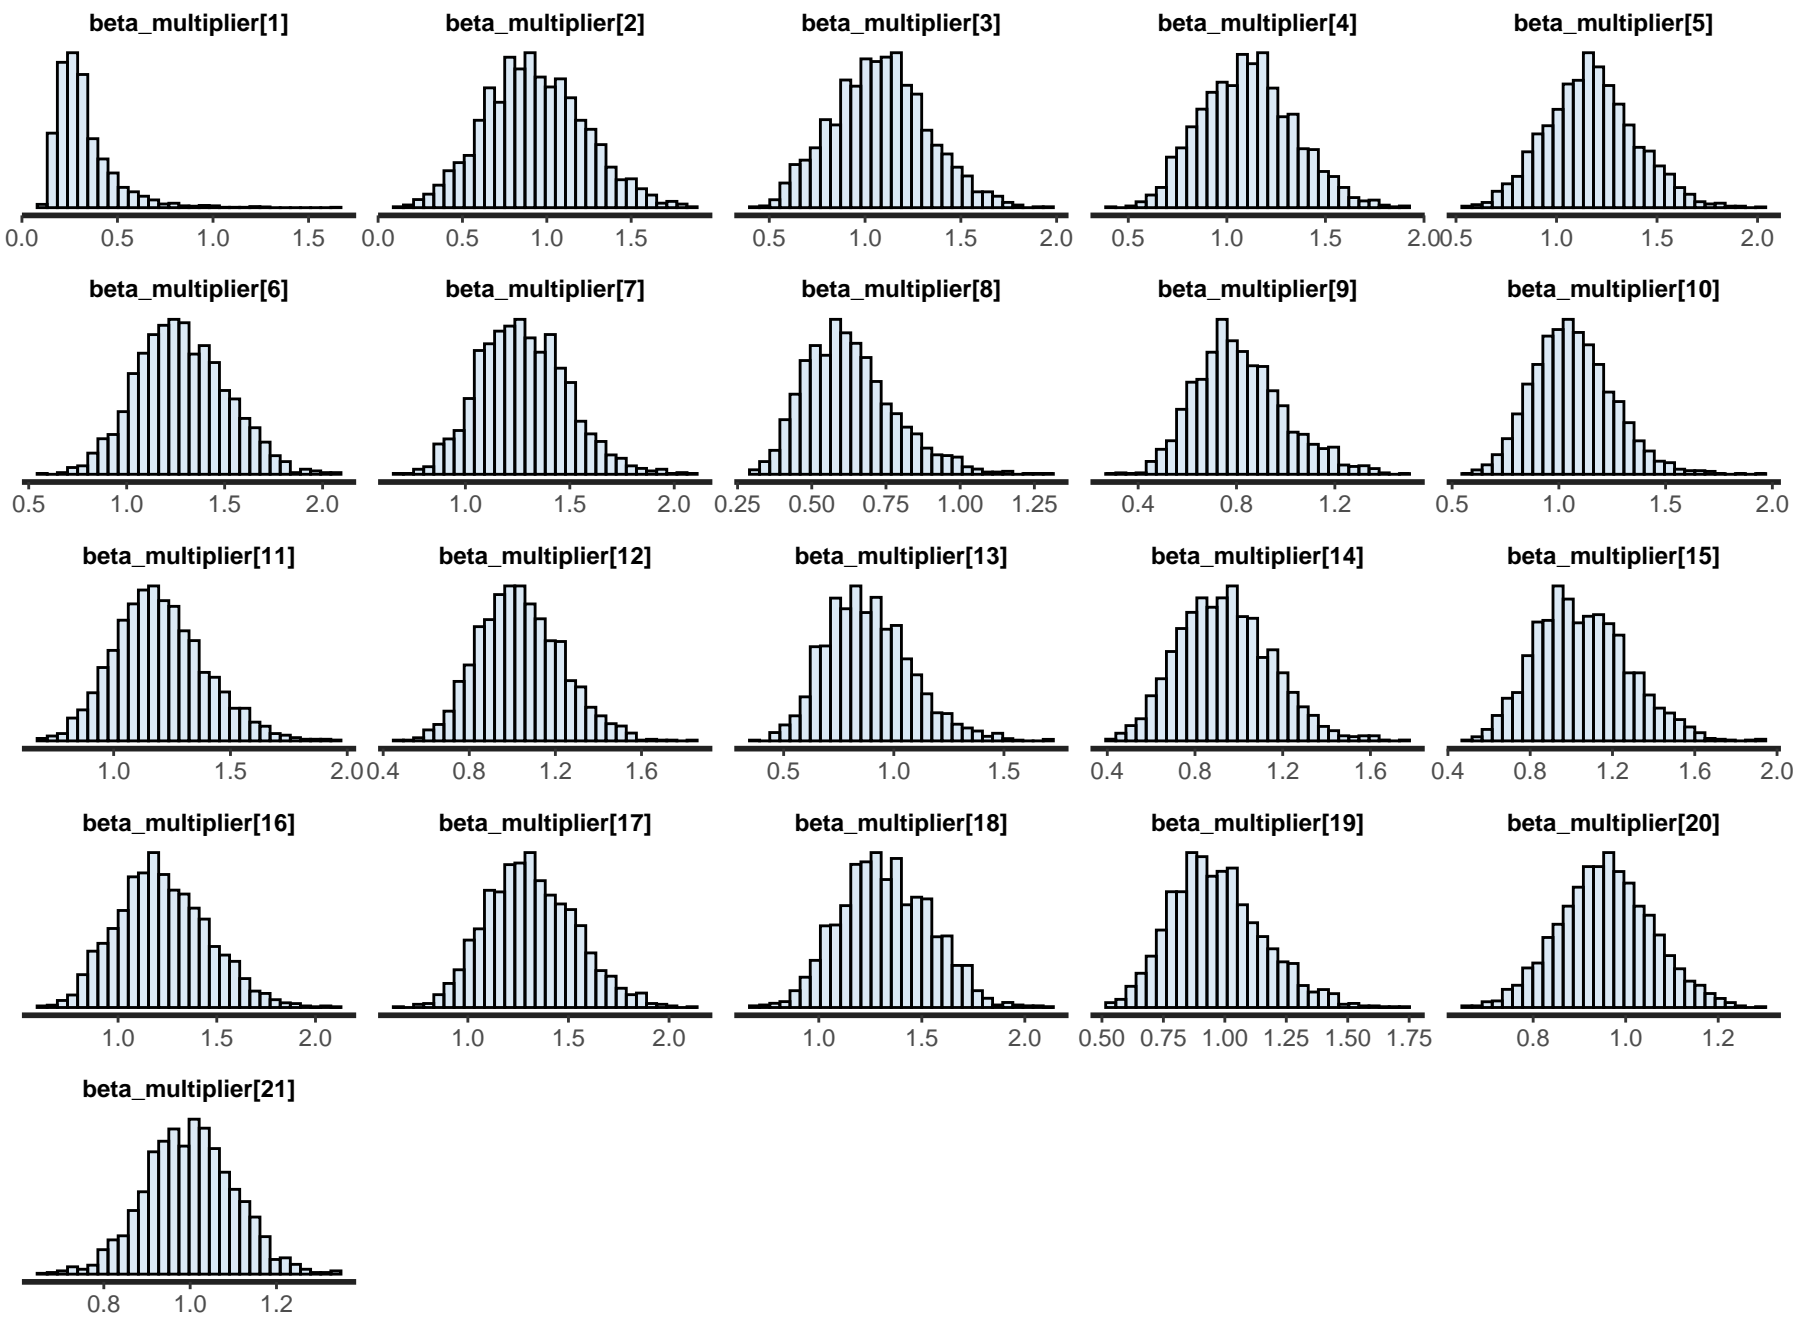 beta_multiplier[1] beta_multiplier[2] beta_multiplier[3] beta_multiplier[4] beta_multiplier[5]
0.0 0.5 1.0 1.5 0.0 0.5 1.0 1.5 0.5 1.0 1.5 2.0 0.5 1.0 1.5 2.0 0.5 1.0 1.5 2.0
beta_multiplier[6] beta_multiplier[7] beta_multiplier[8] beta_multiplier[9] beta_multiplier[10]
0.5 1.0 1.5 2.0 1.0 1.5 2.0 0.25 0.50 0.75 1.00 1.25 0.4 0.8 1.2 0.5 1.0 1.5 2.0
beta_multiplier[11] beta_multiplier[12] beta_multiplier[13] beta_multiplier[14] beta_multiplier[15]
1.0 1.5 2.0 0.4 0.8 1.2 1.6 0.5 1.0 1.5 0.4 0.8 1.2 1.6 0.4 0.8 1.2 1.6 2.0
beta_multiplier[16] beta_multiplier[17] beta_multiplier[18] beta_multiplier[19] beta_multiplier[20]
1.0 1.5 2.0 1.0 1.5 2.0 1.0 1.5 2.0 0.50 0.75 1.00 1.25 1.50 1.75 0.8 1.0 1.2
beta_multiplier[21]
0.8 1.0 1.2